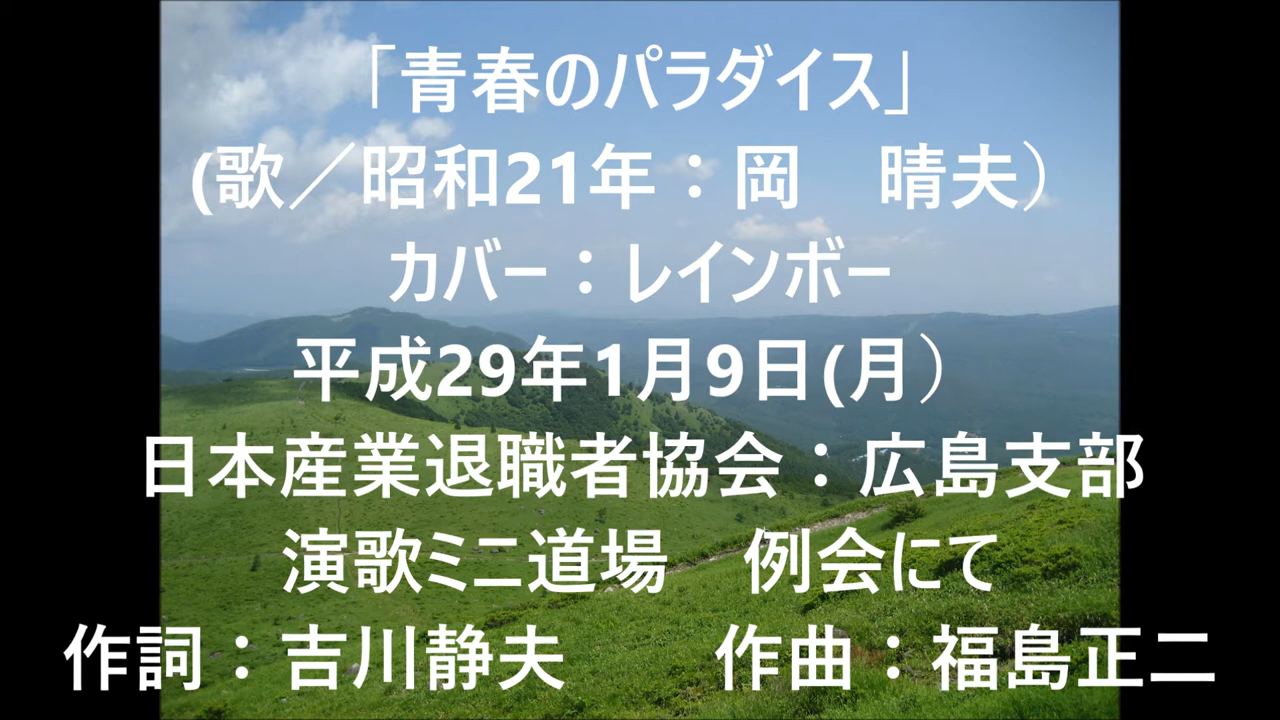 「青春のパラダイス」
(歌／昭和21年：岡　晴夫）
カバー：レインボー
平成29年1月9日(月）
日本産業退職者協会：広島支部
演歌ミニ道場　例会にて
作詞：吉川静夫　　作曲：福島正二